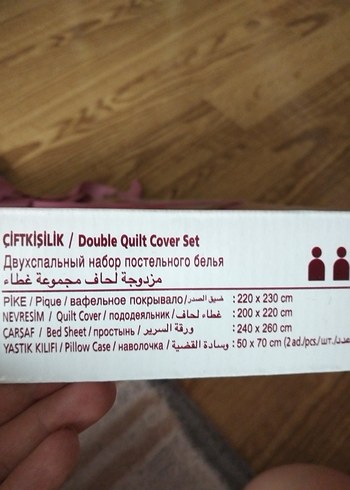 ÇİFTKİŞİLİK / Double Quilt Cover Set
Двухспальный набор постельного белья
مزدوجة لحاف مجموعة غطاء
PİKE / Pique / вафельное покрывало / ضيق الصدر : 220 x 230 cm
NEVRESİM / Quilt Cover / пододеяльник / غطاء لحاف : 200 x 220 cm
ÇARŞAF / Bed Sheet / простынь / ورقة السرير : 240 x 260 cm
YASTIK KILIFI / Pillow Case / наволочка / وسادة القضية : 50 x 70 cm (2 ad./pcs./шт./عدد